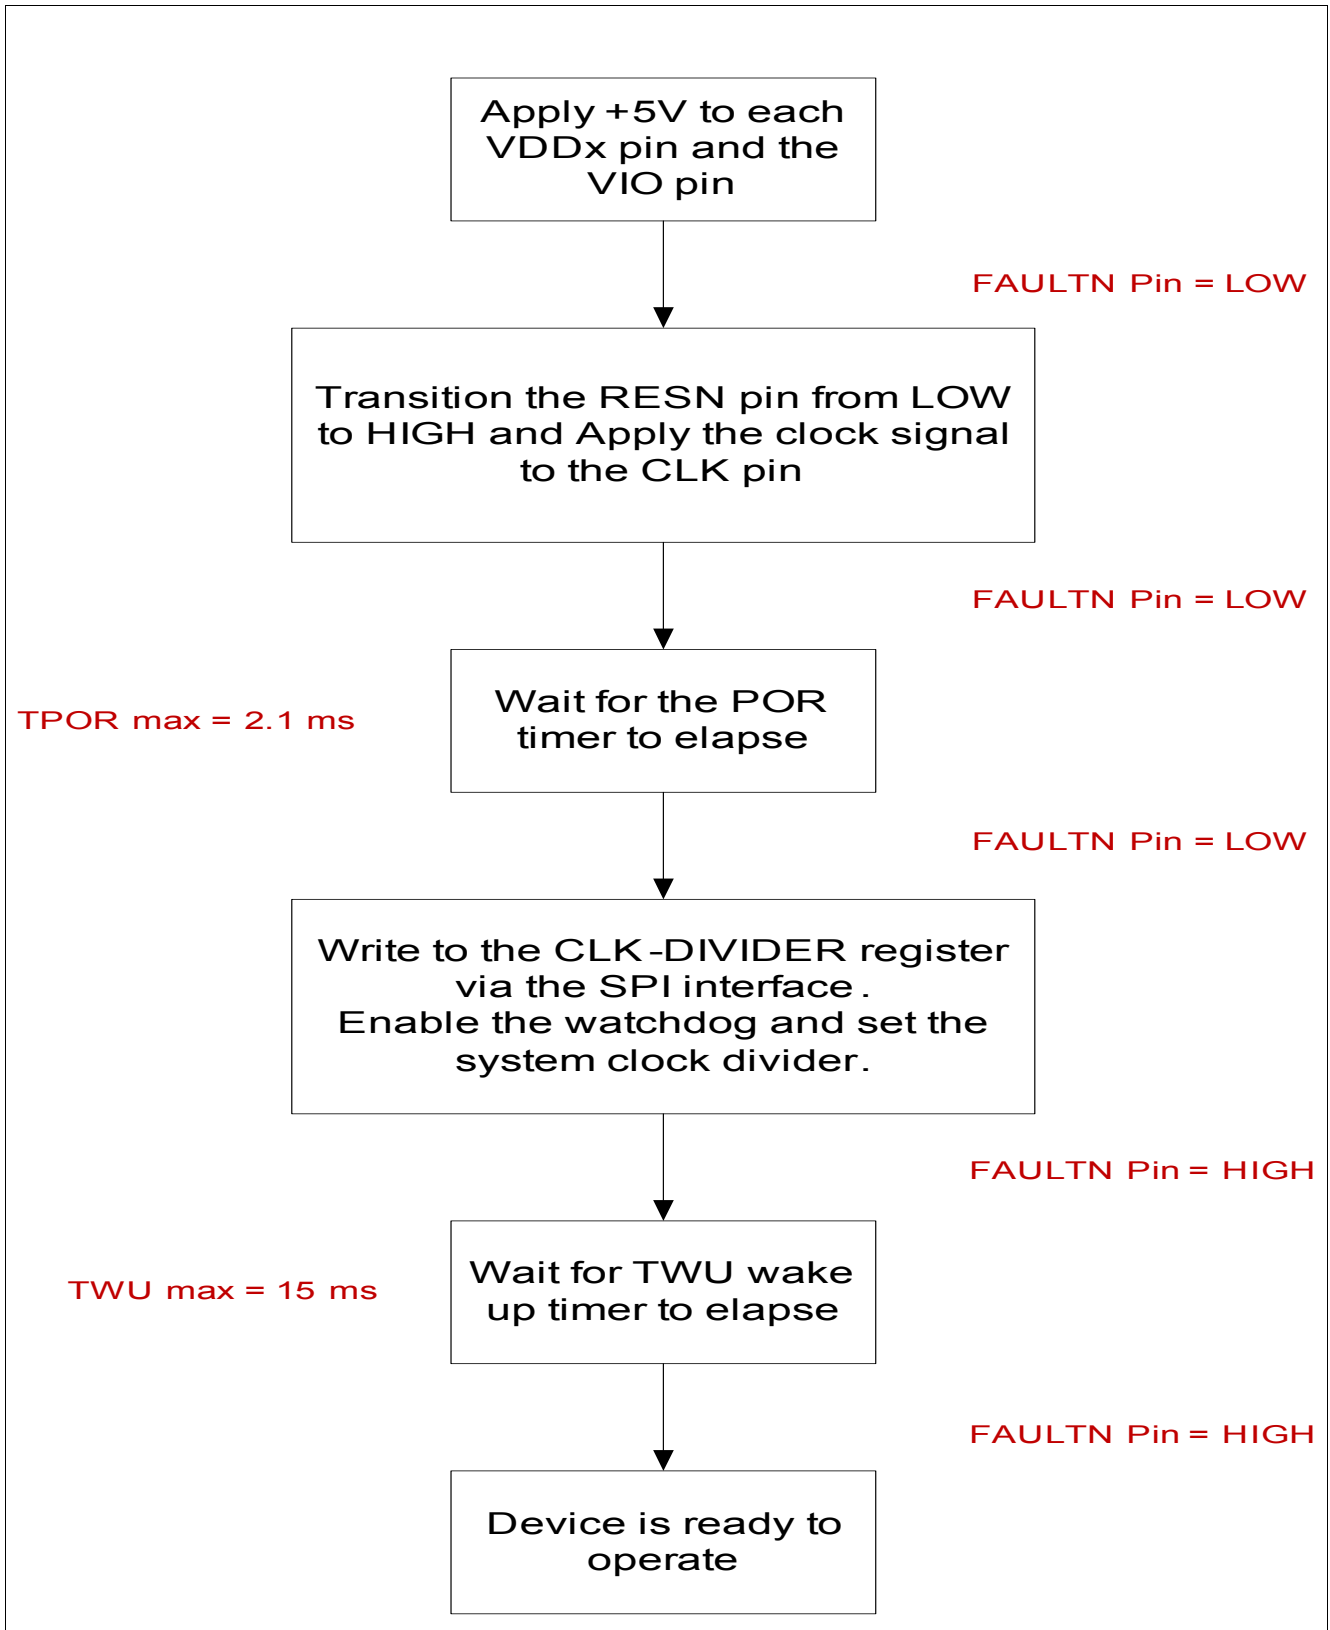 Apply +5V to each
VDDx pin and the
VIO pin
FAULTN Pin = LOW
Transition the RESN pin from LOW
to HIGH and Apply the clock signal
to the CLK pin
FAULTN Pin = LOW
Wait for the POR
timer to elapse
TPOR max = 2.1 ms
FAULTN Pin = LOW
Write to the CLK-DIVIDER register
via the SPI interface.
Enable the watchdog and set the
system clock divider.
FAULTN Pin = HIGH
Wait for TWU wake
up timer to elapse
TWU max = 15 ms
FAULTN Pin = HIGH
Device is ready to
operate